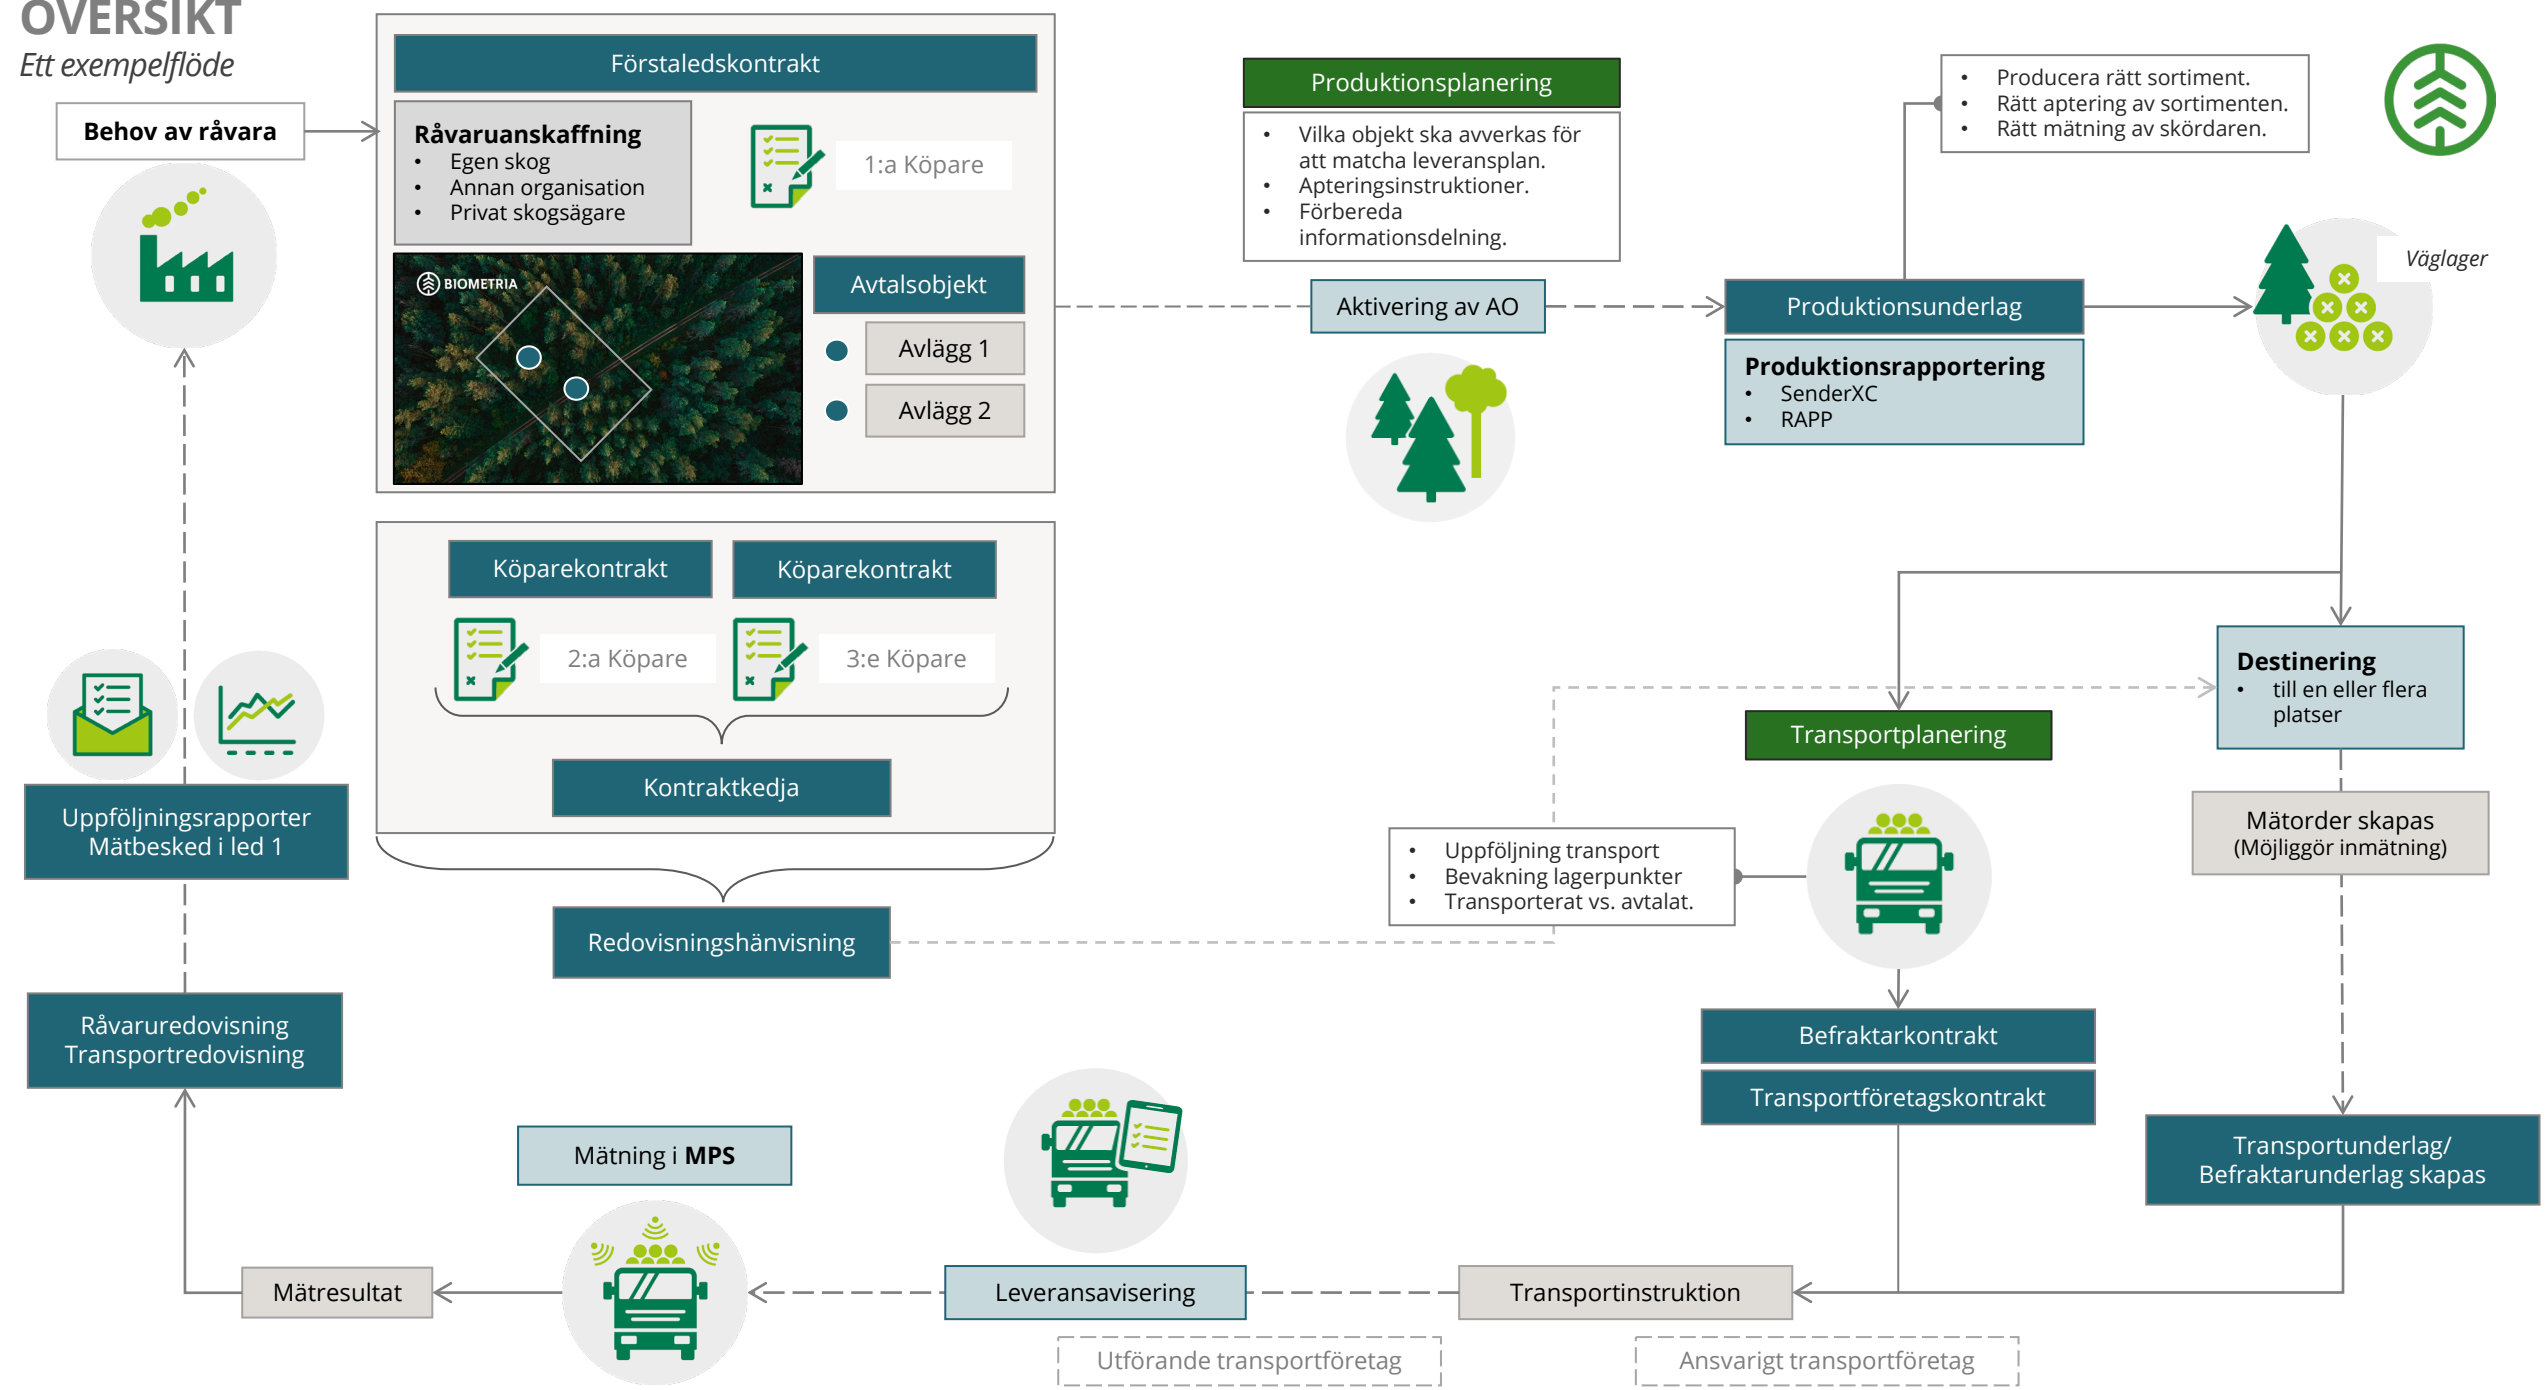 ÖVERSIKT
Ett exempelflöde
Behov av råvara
Förstaledskontrakt
Råvaruanskaffning
• Egen skog
• Annan organisation
• Privat skogsägare
1:a Köpare
BIOMETRIA
Avtalsobjekt
Avlägg 1
Avlägg 2
Produktionsplanering
• Vilka objekt ska avverkas för
att matcha leveransplan.
• Apteringsinstruktioner.
• Förbereda
informationsdelning.
Aktivering av AO
• Producera rätt sortiment.
• Rätt aptering av sortimenten.
• Rätt mätning av skördaren.
Produktionsunderlag
Produktionsrapportering
• SenderXC
• RAPP
Väglager
Köparekontrakt
Köparekontrakt
2:a Köpare
3:e Köpare
Kontraktkedja
Redovisningshänvisning
Destinering
• till en eller flera
platser
Transportplanering
• Uppföljning transport
• Bevakning lagerpunkter
• Transporterat vs. avtalat.
Mätorder skapas
(Möjliggör inmätning)
Befraktarkontrakt
Transportföretagskontrakt
Transportunderlag/
Befraktarunderlag skapas
Transportinstruktion
Ansvarigt transportföretag
Leveransavisering
Utförande transportföretag
Mätning i MPS
Mätresultat
Råvaruredovisning
Transportredovisning
Uppföljningsrapporter
Mätbesked i led 1